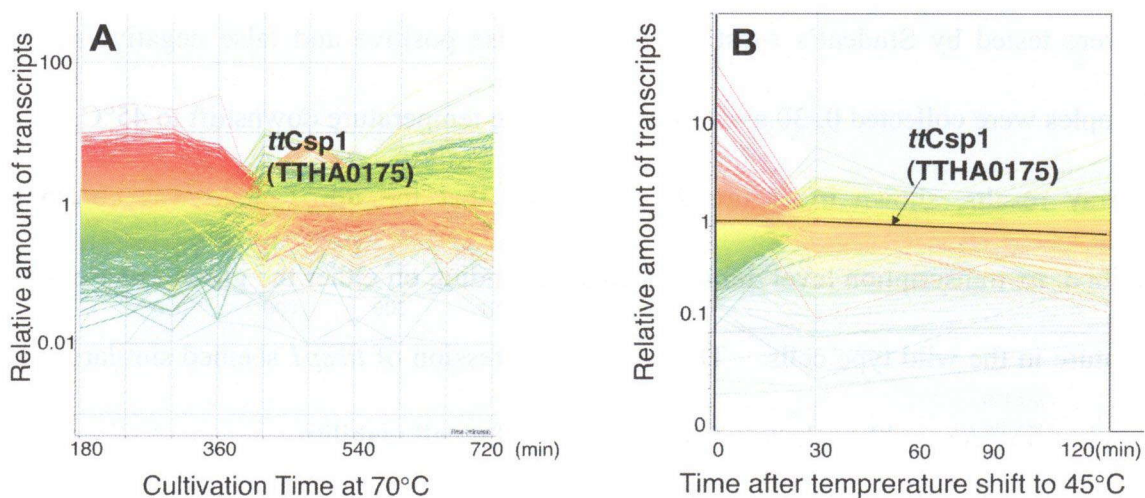 A
Relative amount of transcripts
100
1
0.01
ttCsp1
(TTHA0175)
180 360 540 720 (min)
Cultivation Time at 70°C
B
Relative amount of transcripts
10
1
0.1
0
ttCsp1
(TTHA0175)
0 30 60 90 120(min)
Time after temprerature shift to 45°C